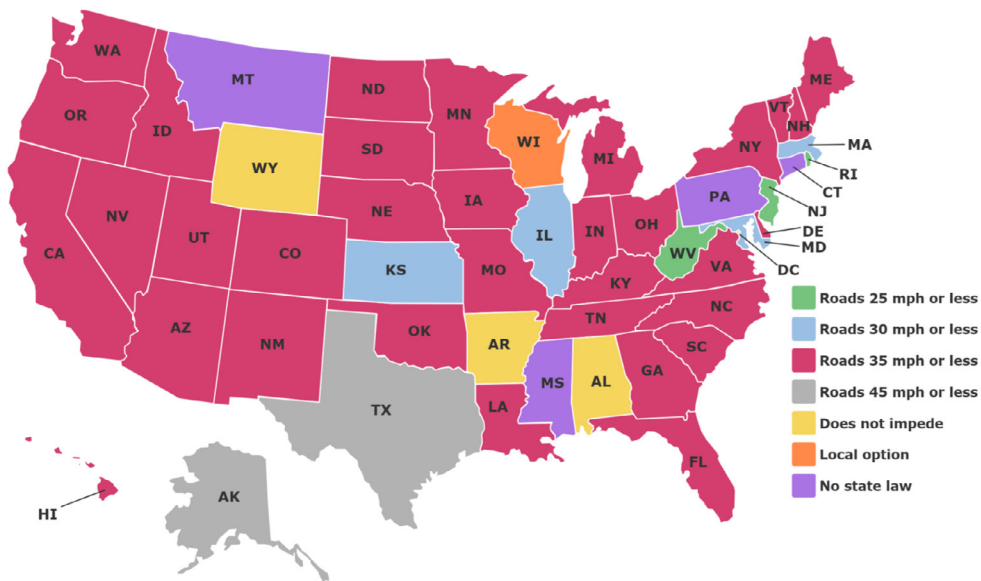 WA
MT
ND
MN
ME
VT
NH
OR
ID
WY
SD
WI
MI
NY
MA
RI
CT
NJ
DE
MD
DC
PA
NV
UT
CO
NE
IA
IL
IN
OH
WV
VA
CA
KS
MO
KY
AZ
NM
OK
AR
TN
NC
SC
MS
AL
GA
TX
LA
FL
HI
AK
Roads 25 mph or less
Roads 30 mph or less
Roads 35 mph or less
Roads 45 mph or less
Does not impede
Local option
No state law